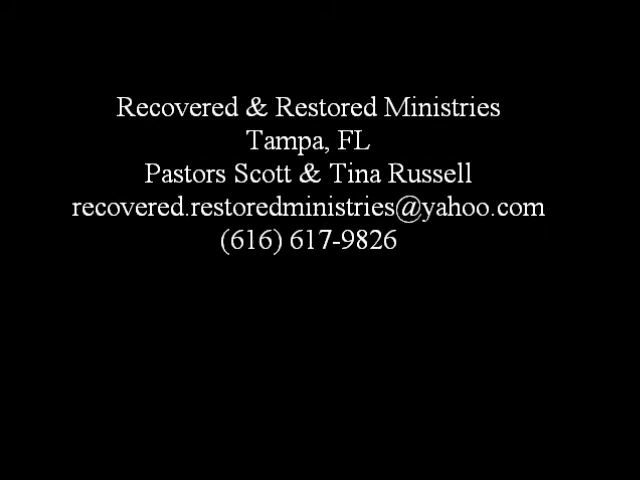 Recovered & Restored Ministries
Tampa, FL
Pastors Scott & Tina Russell
recovered.restoredministries@yahoo.com
(616) 617-9826